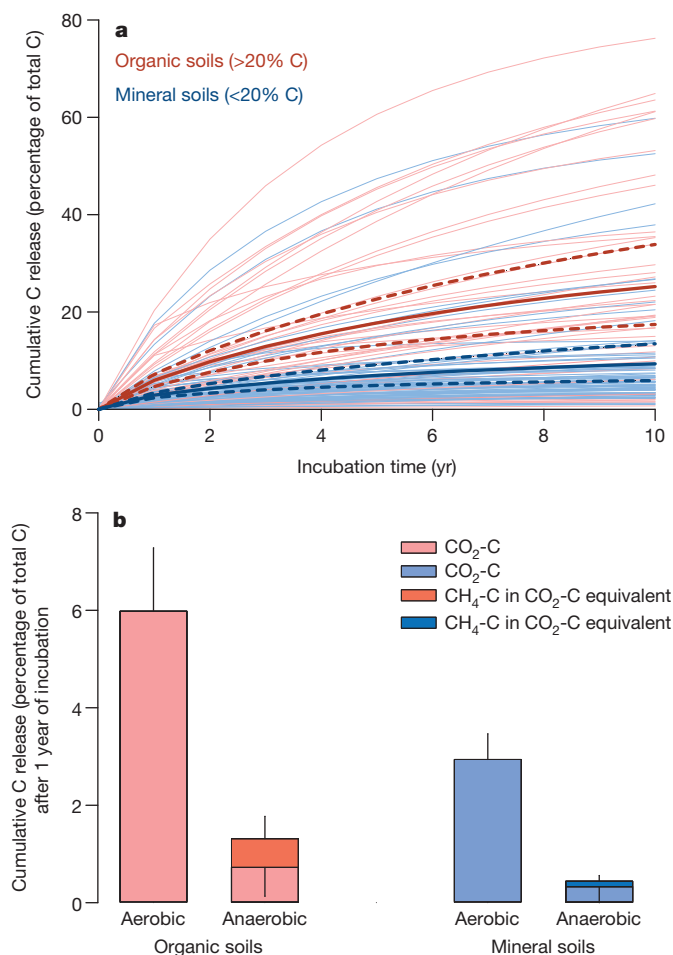 a
Organic soils (>20% C)
Mineral soils (<20% C)
Cumulative C release (percentage of total C)
80
60
40
20
0
0 2 4 6 8 10
Incubation time (yr)
b
Cumulative C release (percentage of total C)
after 1 year of incubation
8
6
4
2
0
CO₂-C
CO₂-C
CH₄-C in CO₂-C equivalent
CH₄-C in CO₂-C equivalent
Aerobic Anaerobic Aerobic Anaerobic
Organic soils Mineral soils